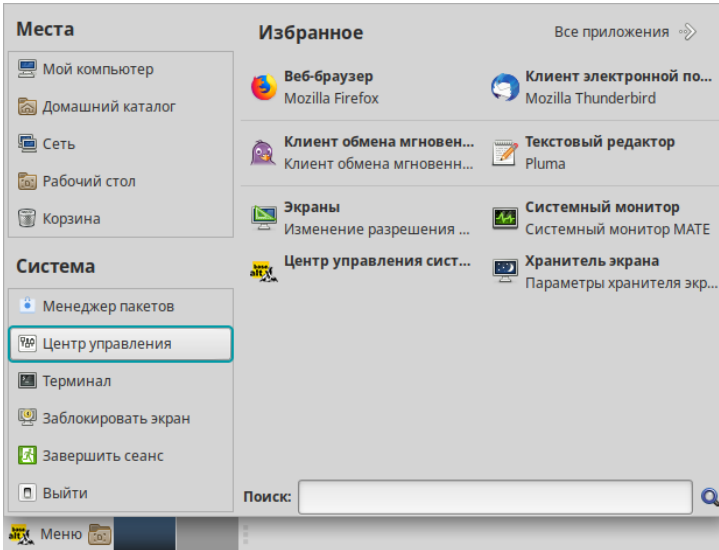 Места
Мой компьютер
Домашний каталог
Сеть
Рабочий стол
Корзина
Система
Менеджер пакетов
Центр управления
Терминал
Заблокировать экран
Завершить сеанс
Выйти
Избранное
Все приложения
Веб-браузер
Mozilla Firefox
Клиент электронной по...
Mozilla Thunderbird
Клиент обмена мгновен...
Клиент обмена мгновенн...
Текстовый редактор
Pluma
Экраны
Изменение разрешения ...
Системный монитор
Системный монитор MATE
Центр управления сист...
Хранитель экрана
Параметры хранителя экр...
Поиск:
Меню